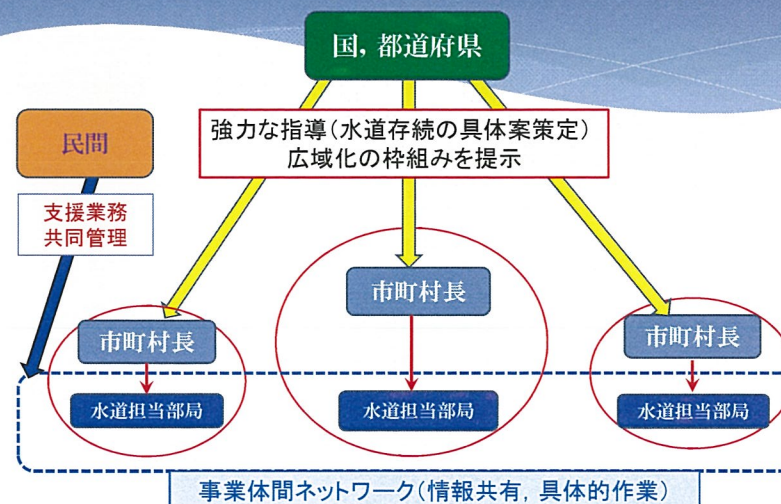 国, 都道府県
強力な指導(水道存続の具体案策定)
広域化の枠組みを提示
民間
支援業務
共同管理
市町村長
市町村長
市町村長
水道担当部局
水道担当部局
水道担当部局
事業体間ネットワーク(情報共有, 具体的作業)